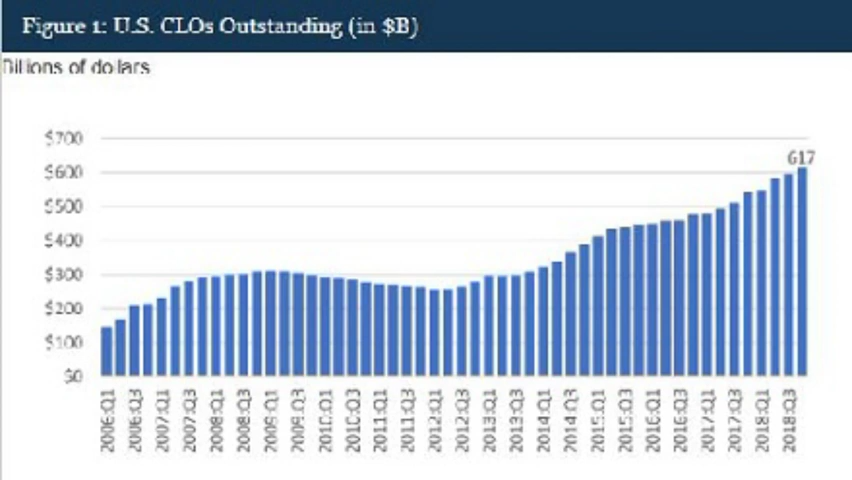 Figure 1: U.S. CLOs Outstanding (in $B)
Billions of dollars
$700
617
$600
$500
$400
$300
$200
$100
$0
2006:Q1
2006:Q3
2007:Q1
2007:Q3
2008:Q1
2008:Q3
2009:Q1
2009:Q3
2010:Q1
2010:Q3
2011:Q1
2011:Q3
2012:Q1
2012:Q3
2013:Q1
2013:Q3
2014:Q1
2014:Q3
2015:Q1
2015:Q3
2016:Q1
2016:Q3
2017:Q1
2017:Q3
2018:Q1
2018:Q3